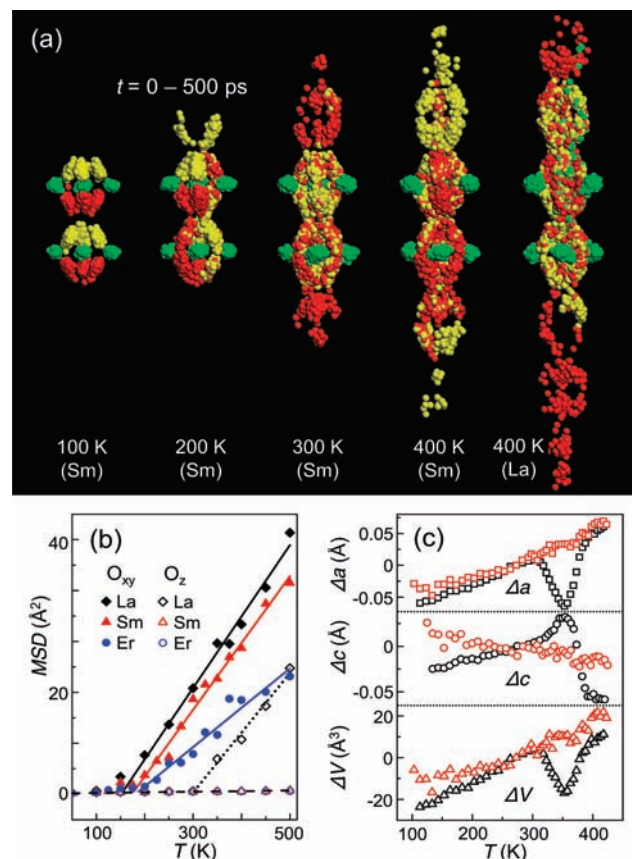 (a)
t = 0 – 500 ps
100 K 200 K 300 K 400 K 400 K
(Sm) (Sm) (Sm) (Sm) (La)
(b)
O_xy O_z
La La
Sm Sm
Er Er
MSD (Å²)
40
20
0
100 200 300 400 500
T (K)
(c)
Δa (Å)
0.05
0
-0.05
Δa
Δc (Å)
0
-0.05
Δc
ΔV (Å³)
20
0
-20
ΔV
100 200 300 400
T (K)